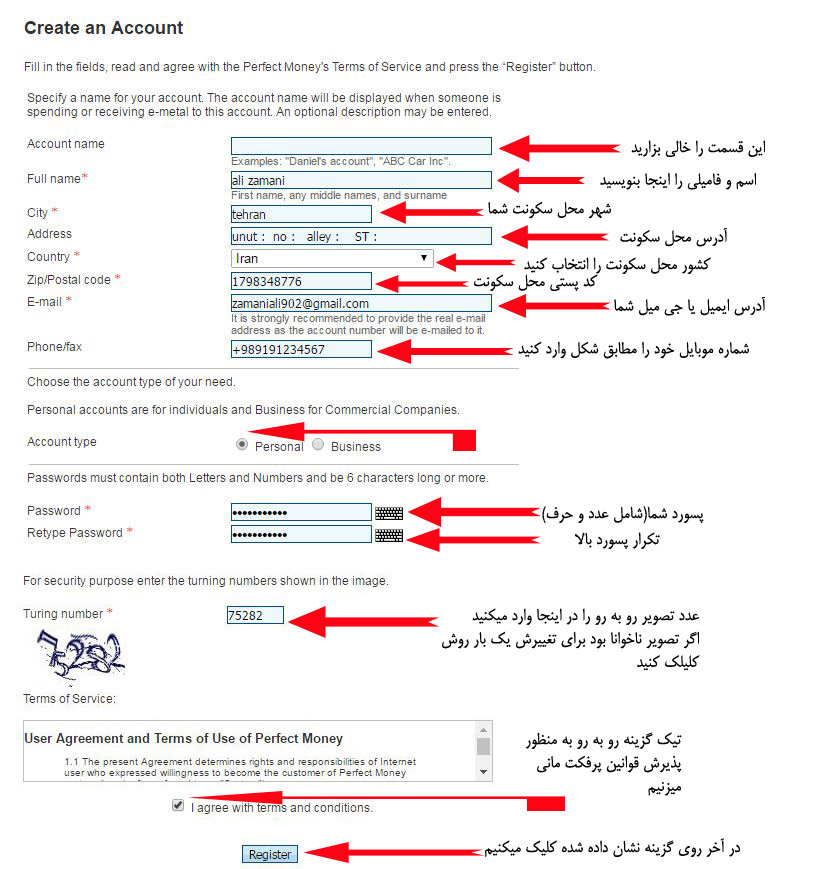 Create an Account
Fill in the fields, read and agree with the Perfect Money's Terms of Service and press the “Register” button.
Specify a name for your account. The account name will be displayed when someone is
spending or receiving e-metal to this account. An optional description may be entered.
Account name
این قسمت را خالی بزارید
Examples: "Daniel's account", "ABC Car Inc".
Full name*
ali zamani
اسم و فامیلی را اینجا بنویسید
First name, any middle names, and surname
City *
tehran
شهر محل سکونت شما
Address
unut : no : alley : ST :
آدرس محل سکونت
Country *
Iran
کشور محل سکونت را انتخاب کنید
Zip/Postal code *
1798348776
کد پستی محل سکونت
E-mail *
zamaniali902@gmail.com
آدرس ایمیل یا جی میل شما
It is strongly recommended to provide the real e-mail
address as the account number will be e-mailed to it.
Phone/fax
+989191234567
شماره موبایل خود را مطابق شکل وارد کنید
Choose the account type of your need.
Personal accounts are for individuals and Business for Commercial Companies.
Account type
Personal
Business
Passwords must contain both Letters and Numbers and be 6 characters long or more.
Password *
پسورد شما(شامل عدد و حرف)
Retype Password *
تکرار پسورد بالا
For security purpose enter the turning numbers shown in the image.
Turing number *
75282
عدد تصویر رو به رو را در اینجا وارد میکنید
اگر تصویر ناخوانا بود برای تغییرش یک بار روش
کلیلک کنید
75282
Terms of Service:
User Agreement and Terms of Use of Perfect Money
1.1 The present Agreement determines rights and responsibilities of Internet
user who expressed willingness to become the customer of Perfect Money
تیک گزینه رو به رو به منظور
پذیرش قوانین پرفکت مانی
میزنیم
I agree with terms and conditions.
Register
در آخر روی گزینه نشان داده شده کلیک میکنیم